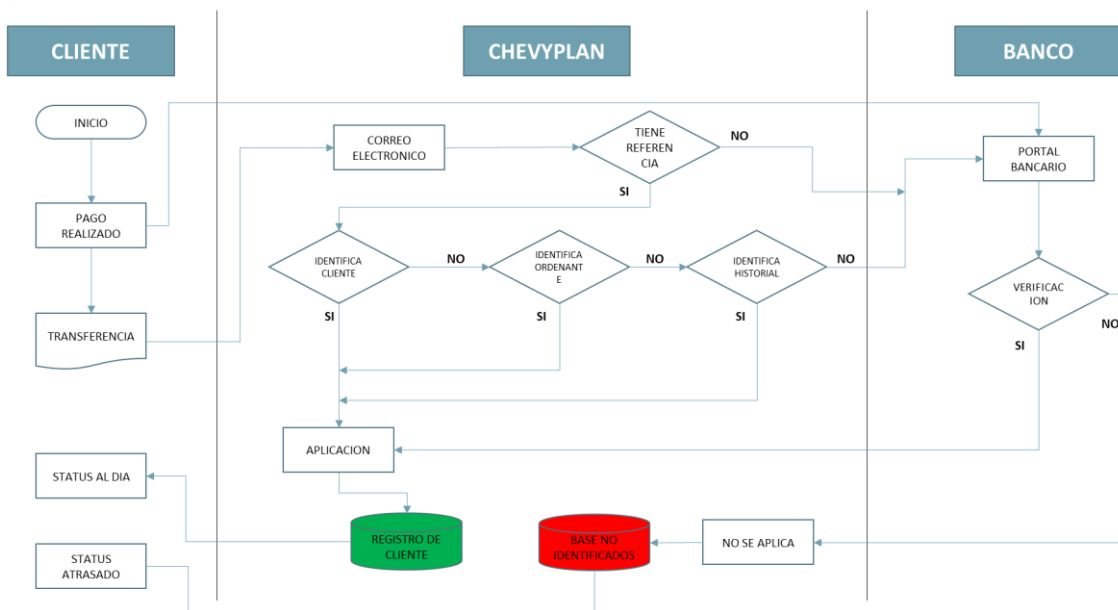 CLIENTE
CHEVYPLAN
BANCO
INICIO
CORREO
ELECTRONICO
TIENE
REFEREN
CIA
NO
SI
PORTAL
BANCARIO
PAGO
REALIZADO
IDENTIFICA
CLIENTE
NO
SI
IDENTIFICA
ORDENANT
E
NO
SI
IDENTIFICA
HISTORIAL
NO
SI
VERIFICAC
ION
NO
SI
TRANSFERENCIA
APLICACION
STATUS AL DIA
REGISTRO DE
CLIENTE
BASE NO
IDENTIFICADOS
NO SE APLICA
STATUS
ATRASADO